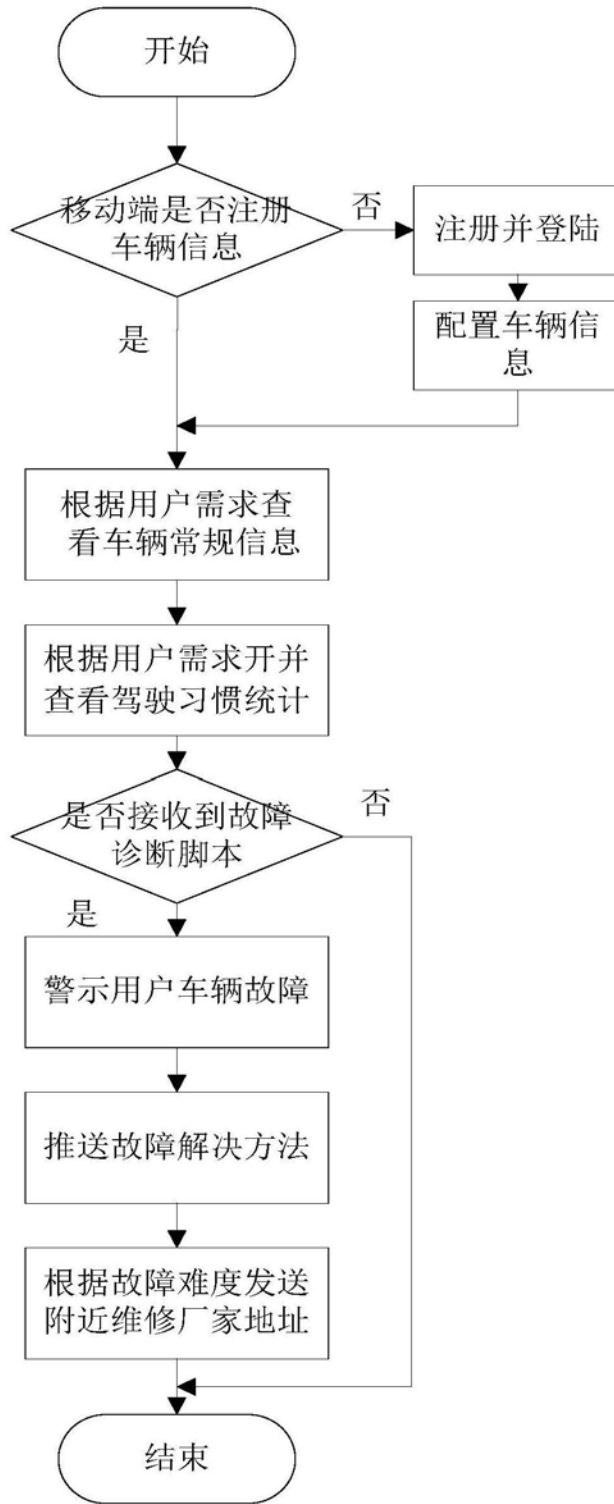 开始
移动端是否注册
车辆信息
否
注册并登陆
配置车辆信
息
是
根据用户需求查
看车辆常规信息
根据用户需求开并
查看驾驶习惯统计
是否接收到故障
诊断脚本
否
是
警示用户车辆故障
推送故障解决方法
根据故障难度发送
附近维修厂家地址
结束